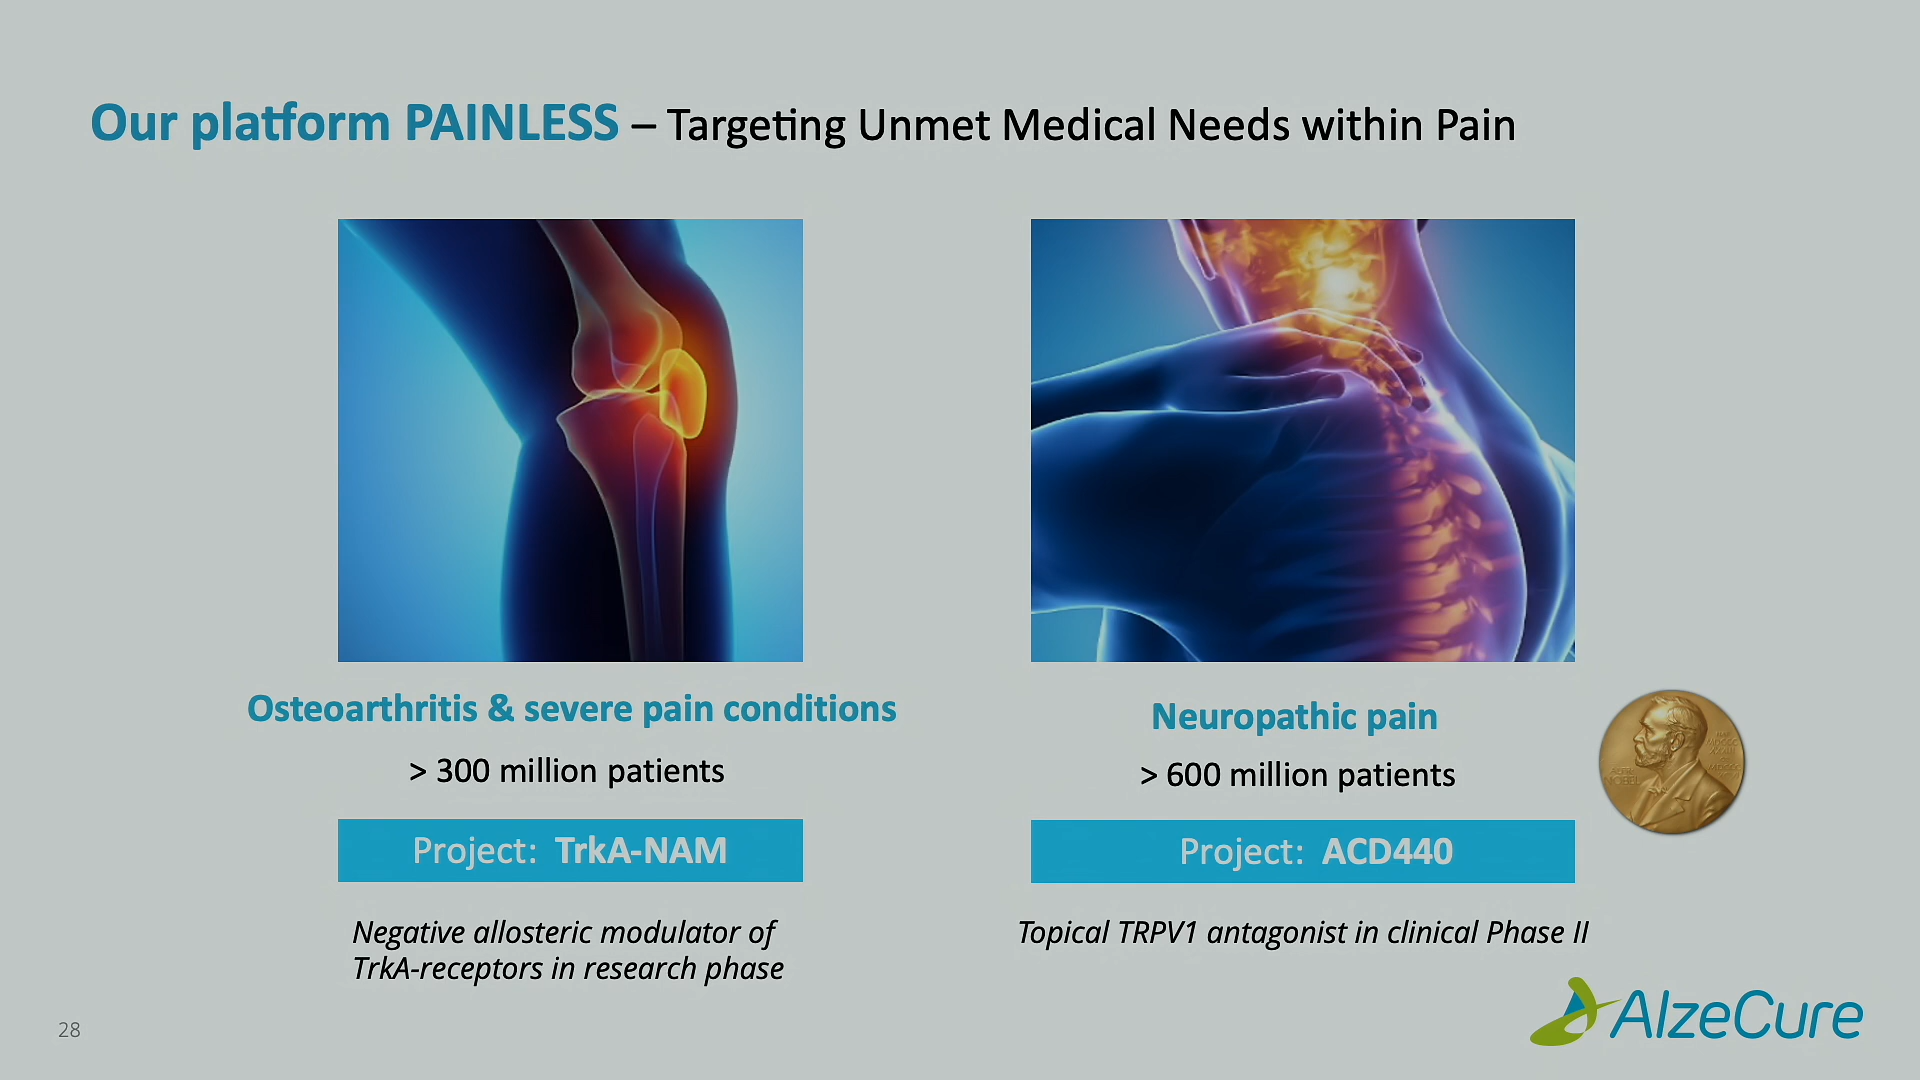 Our platform PAINLESS – Targeting Unmet Medical Needs within Pain
Osteoarthritis & severe pain conditions
> 300 million patients
Project: TrkA-NAM
Negative allosteric modulator of
TrkA-receptors in research phase
Neuropathic pain
> 600 million patients
Project: ACD440
Topical TRPV1 antagonist in clinical Phase II
28
AlzeCure